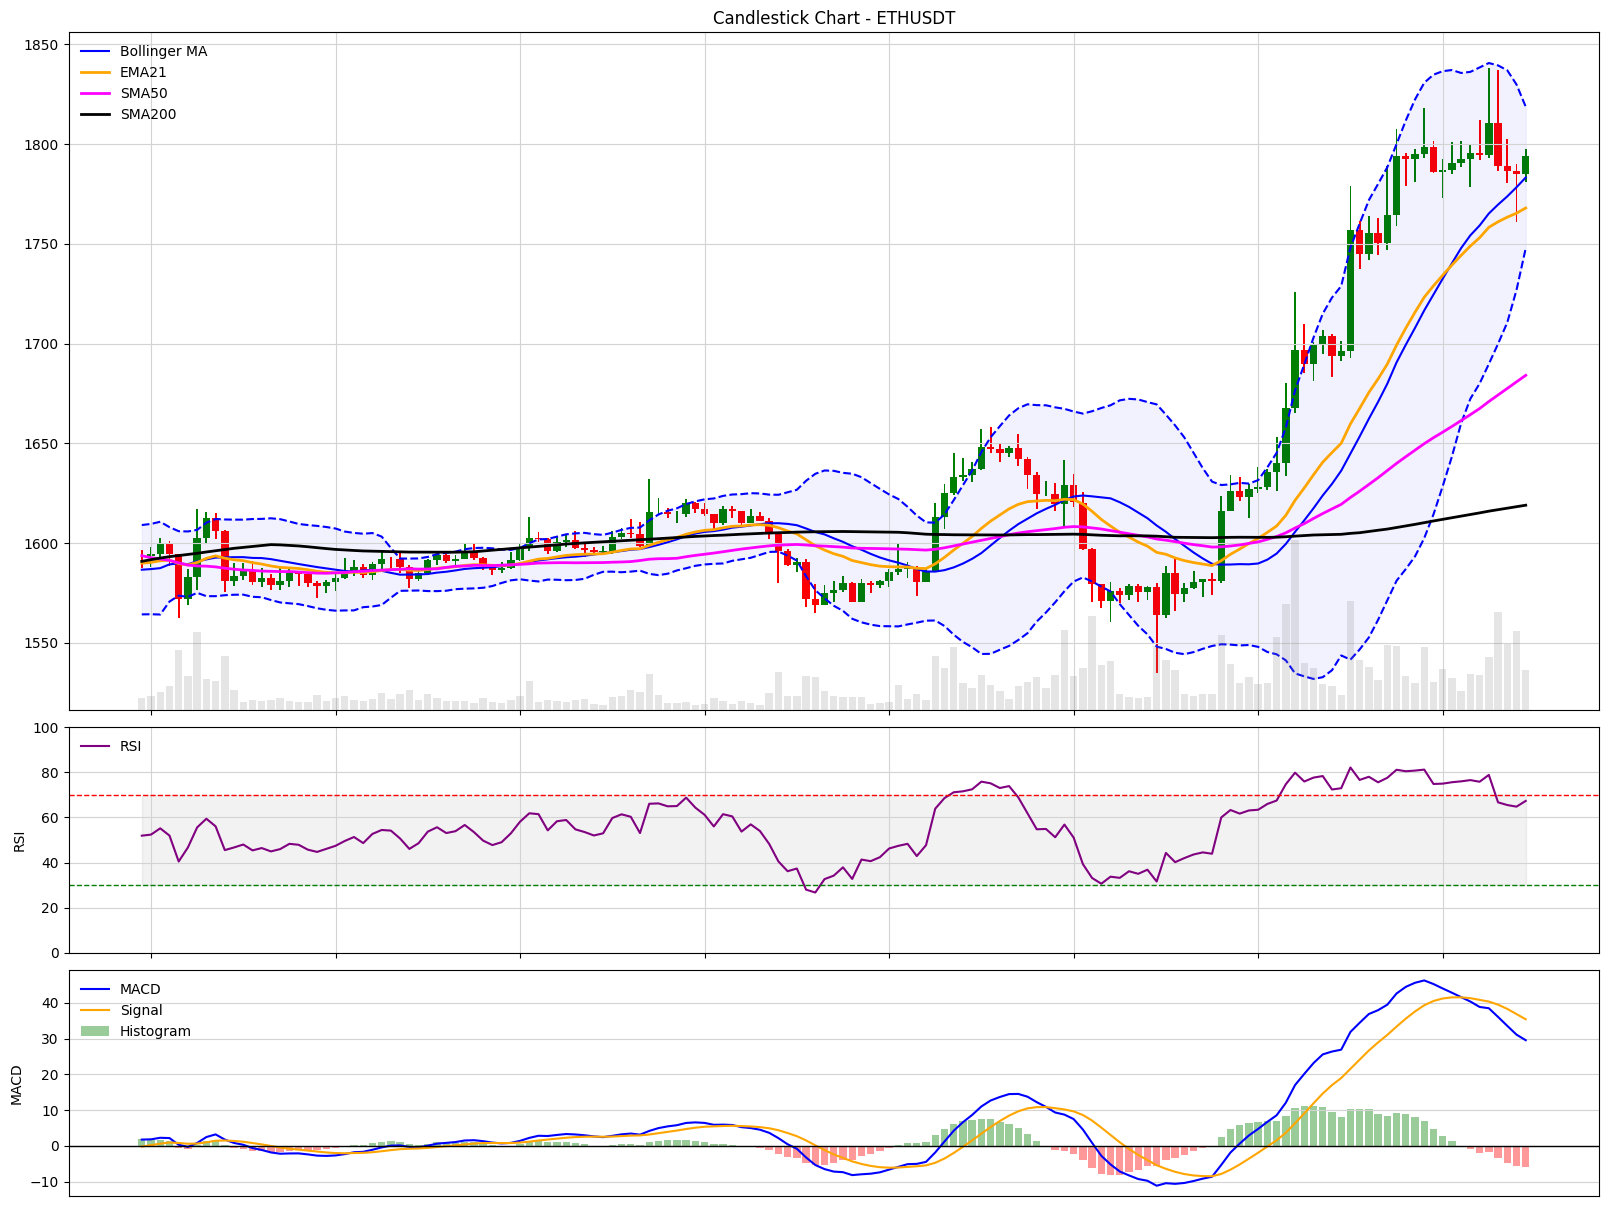 Candlestick Chart - ETHUSDT
1850
1800
1750
1700
1650
1600
1550
Bollinger MA
EMA21
SMA50
SMA200
100
80
60
40
20
0
RSI
RSI
40
30
20
10
0
−10
MACD
MACD
Signal
Histogram